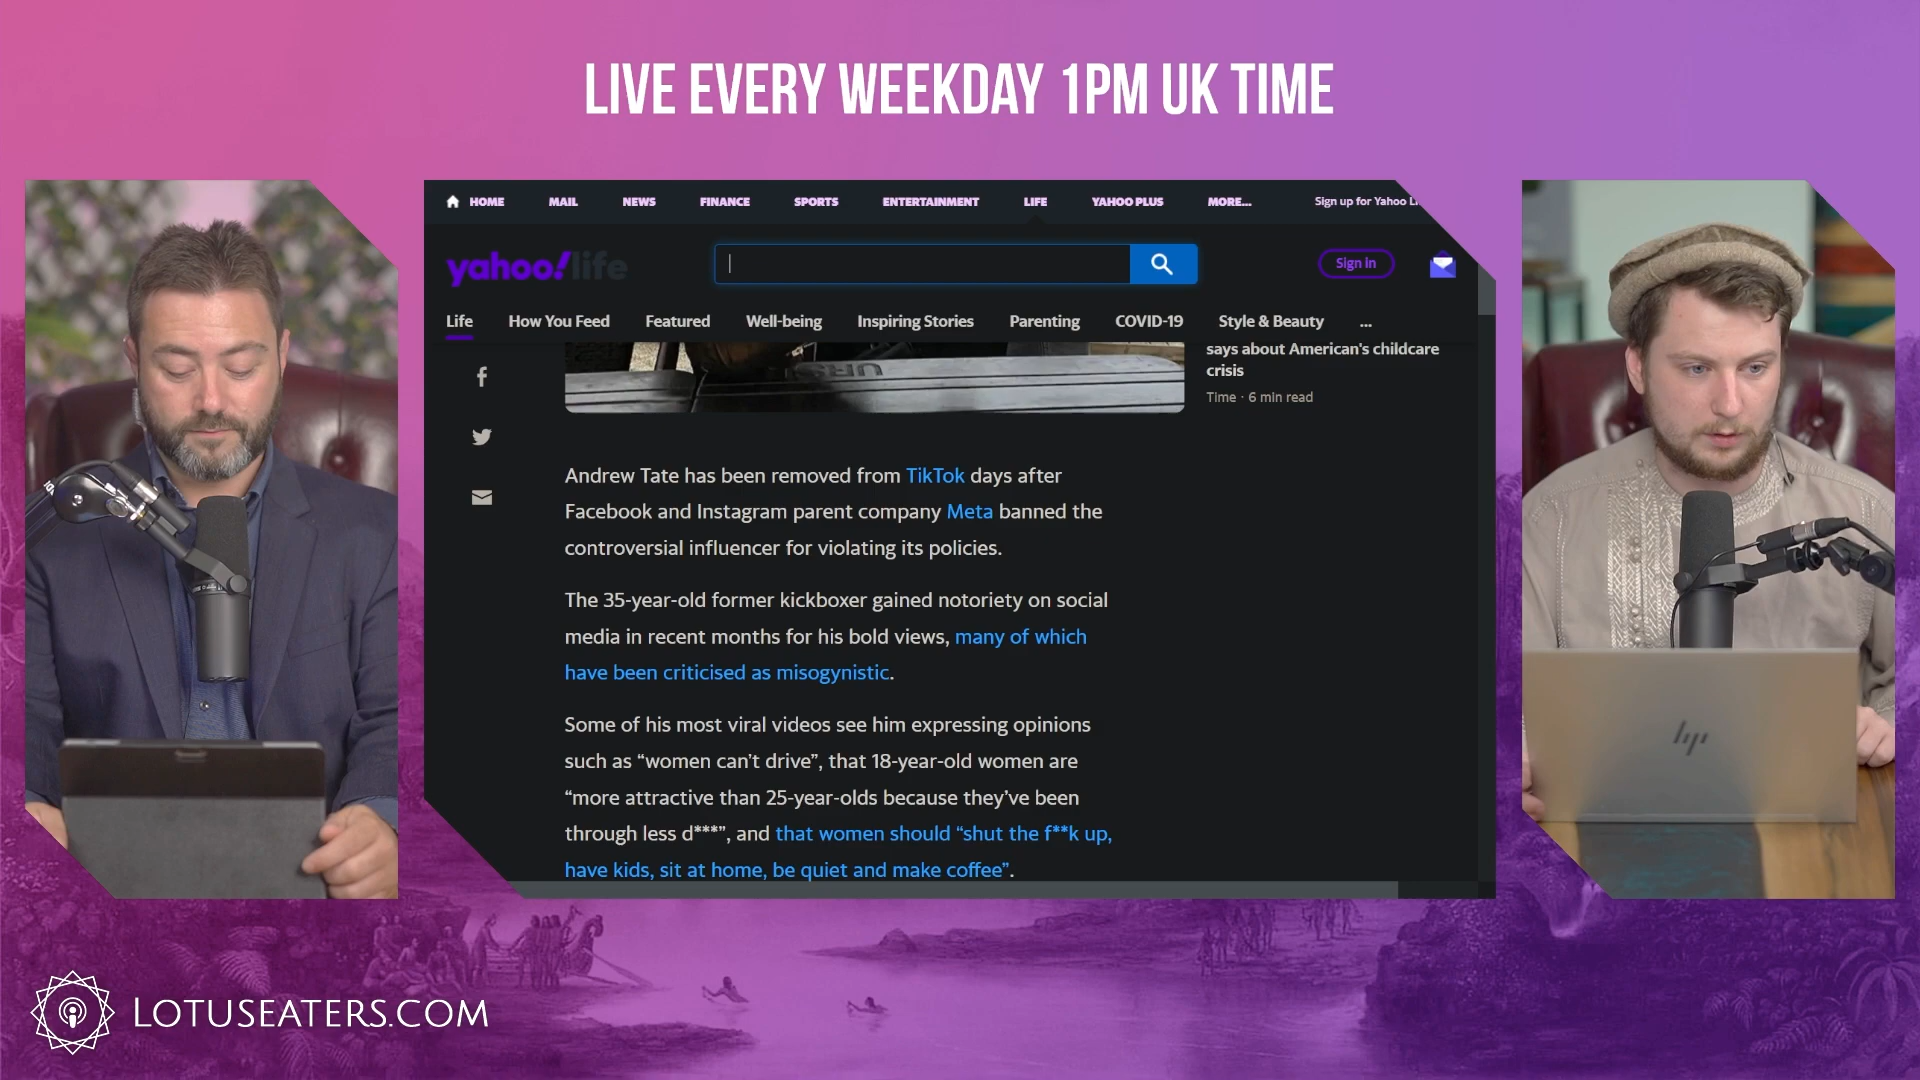 LIVE EVERY WEEKDAY 1PM UK TIME
HOME MAIL NEWS FINANCE SPORTS ENTERTAINMENT LIFE YAHOO PLUS MORE... Sign up for Yahoo
yahoo!life
Sign in
Life How You Feed Featured Well-being Inspiring Stories Parenting COVID-19 Style & Beauty ...
says about American's childcare
crisis
Time · 6 min read
Andrew Tate has been removed from TikTok days after
Facebook and Instagram parent company Meta banned the
controversial influencer for violating its policies.
The 35-year-old former kickboxer gained notoriety on social
media in recent months for his bold views, many of which
have been criticised as misogynistic.
Some of his most viral videos see him expressing opinions
such as “women can’t drive”, that 18-year-old women are
“more attractive than 25-year-olds because they’ve been
through less d***”, and that women should “shut the f**k up,
have kids, sit at home, be quiet and make coffee”.
hp
LOTUSEATERS.COM